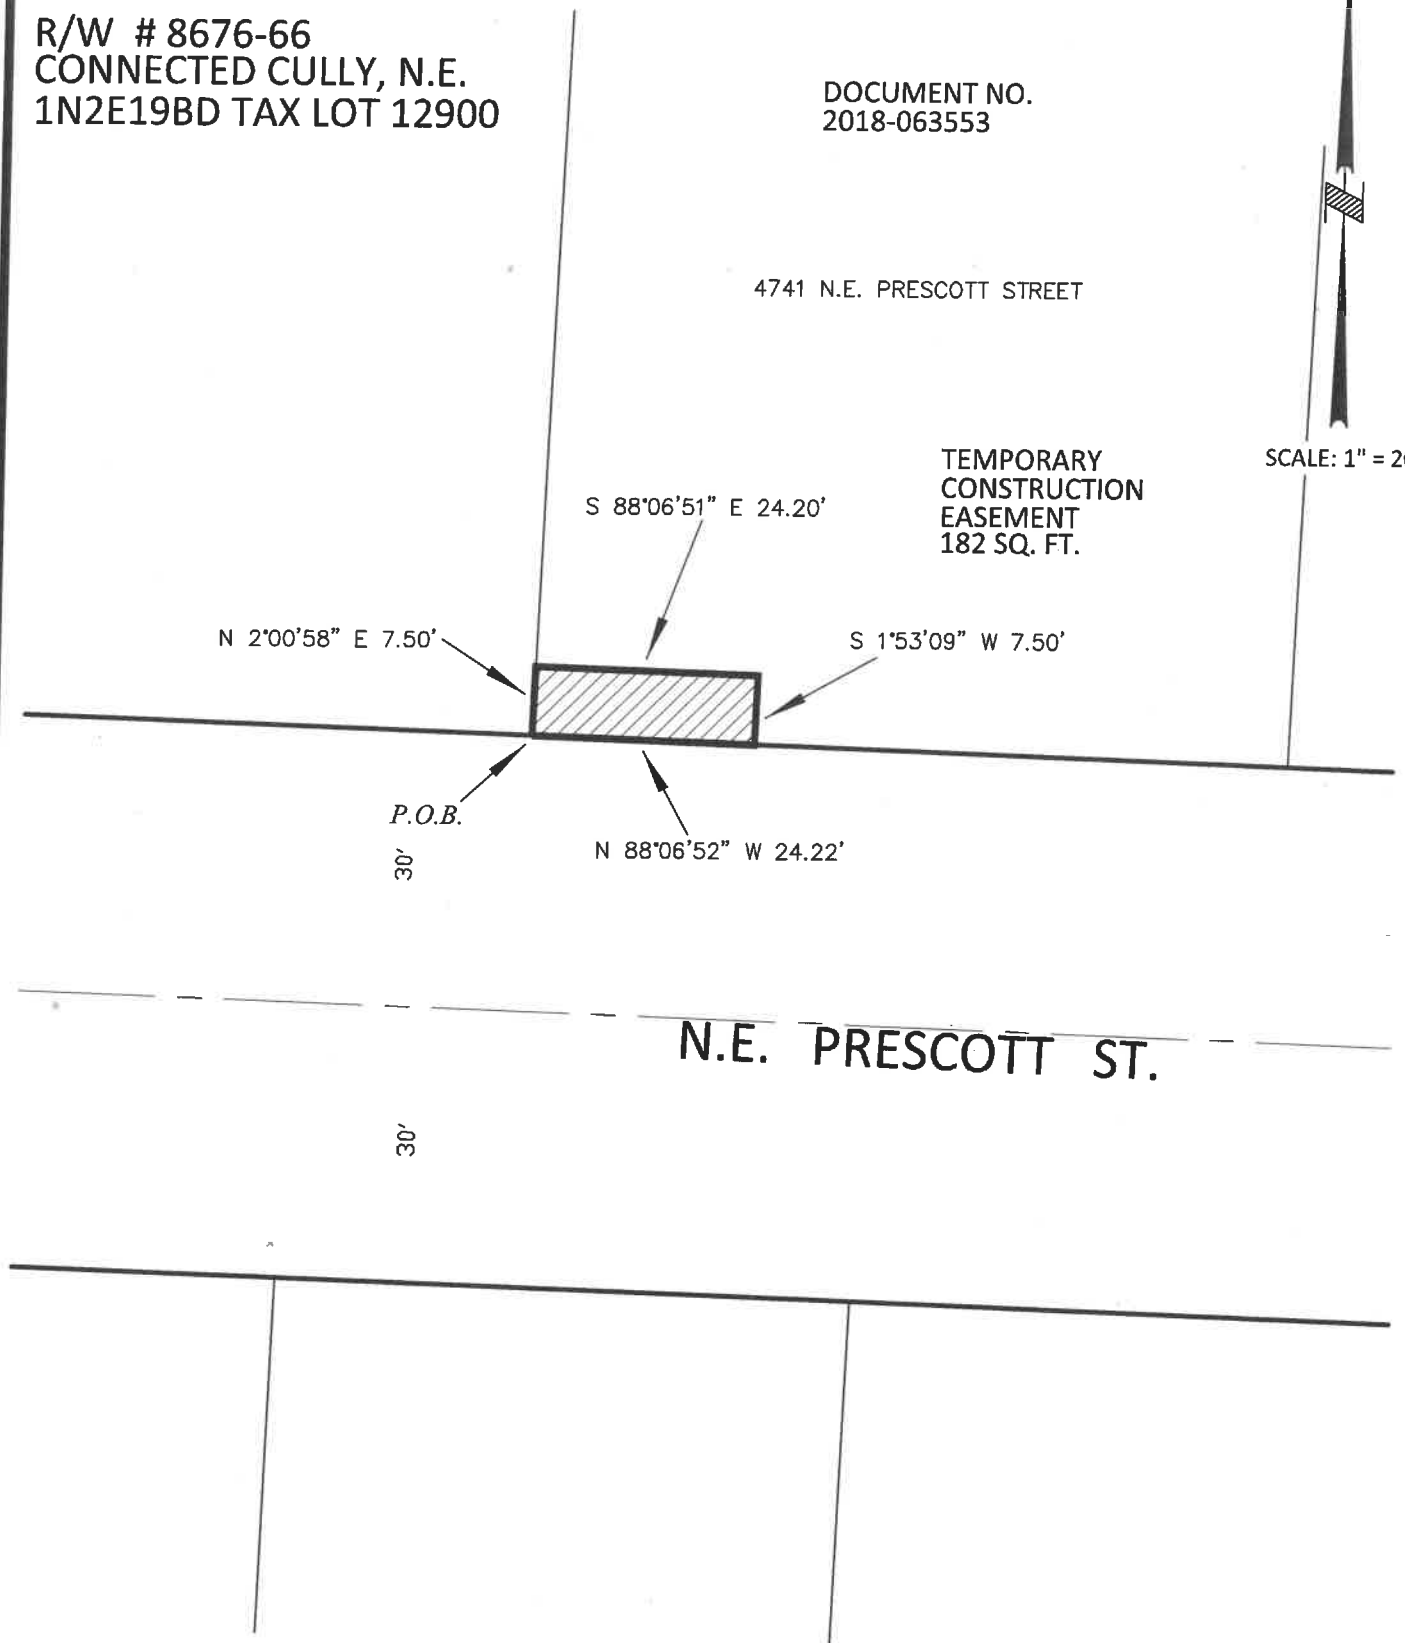 R/W # 8676-66
CONNECTED CULLY, N.E.
1N2E19BD TAX LOT 12900
DOCUMENT NO.
2018-063553
4741 N.E. PRESCOTT STREET
SCALE: 1" = 2
TEMPORARY
CONSTRUCTION
EASEMENT
182 SQ. FT.
S 88°06'51" E 24.20'
N 2°00'58" E 7.50'
S 1°53'09" W 7.50'
P.O.B.
N 88°06'52" W 24.22'
30'
N.E. PRESCOTT ST.
30'